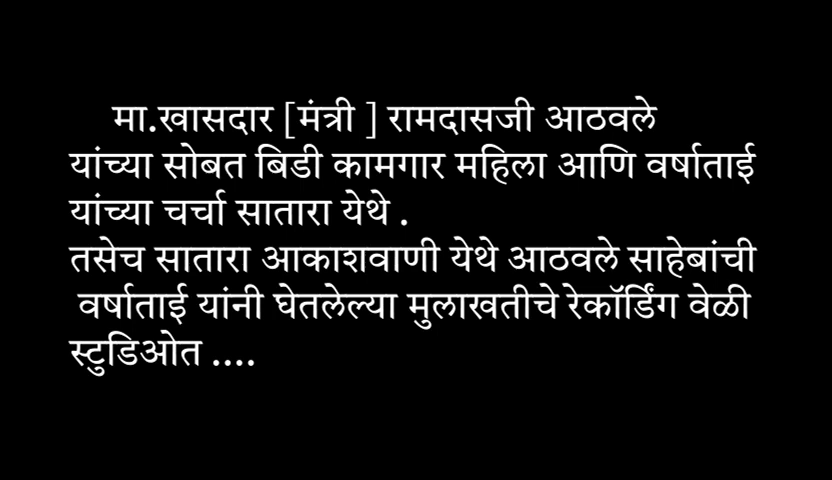 मा.खासदार [मंत्री ] रामदासजी आठवले
यांच्या सोबत बिडी कामगार महिला आणि वर्षाताई
यांच्या चर्चा सातारा येथे .
तसेच सातारा आकाशवाणी येथे आठवले साहेबांची
वर्षाताई यांनी घेतलेल्या मुलाखतीचे रेकॉर्डिंग वेळी
स्टुडिओत ....